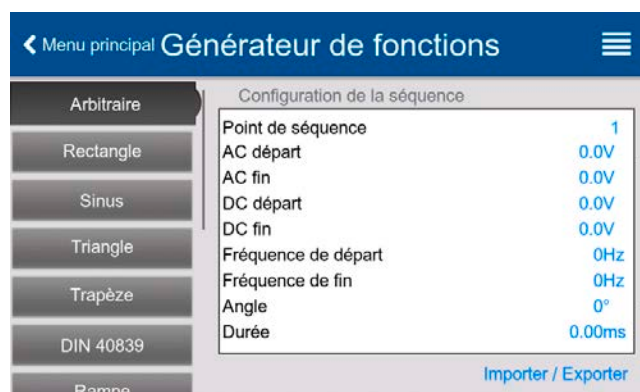 Menu principal Générateur de fonctions
Arbitraire
Rectangle
Sinus
Triangle
Trapèze
DIN 40839
Rampe
Configuration de la séquence
Point de séquence 1
AC départ 0.0V
AC fin 0.0V
DC départ 0.0V
DC fin 0.0V
Fréquence de départ 0Hz
Fréquence de fin 0Hz
Angle 0°
Durée 0.00ms
Importer / Exporter